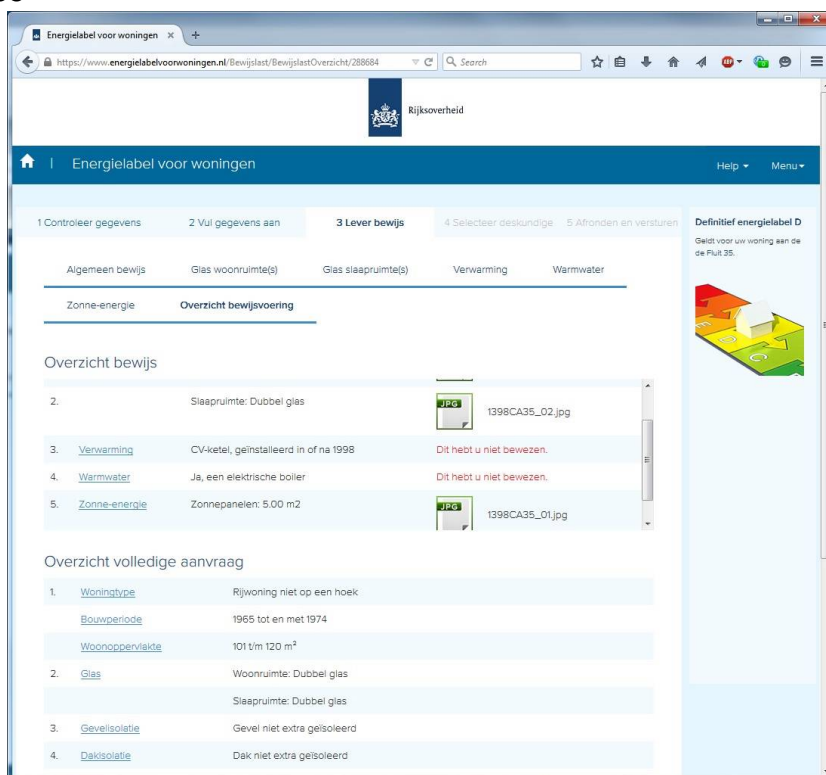 Energielabel voor woningen
https://www.energielabelvoorwoningen.nl/Bewijslast/BewijslastOverzicht/288684
Search
Rijksoverheid
Energielabel voor woningen
Help
Menu
1 Controleer gegevens
2 Vul gegevens aan
3 Lever bewijs
4 Selecteer deskundige
5 Afronden en versturen
Definitief energielabel D
Geldt voor uw woning aan de
de Fluit 35.
Algemeen bewijs
Glas woonruimte(s)
Glas slaapruimte(s)
Verwarming
Warmwater
Zonne-energie
Overzicht bewijsvoering
Overzicht bewijs
2. Slaapruimte: Dubbel glas JPG 1398CA35_02.jpg
3. Verwarming CV-ketel, geïnstalleerd in of na 1998 Dit hebt u niet bewezen.
4. Warmwater Ja, een elektrische boiler Dit hebt u niet bewezen.
5. Zonne-energie Zonnepanelen: 5.00 m2 JPG 1398CA35_01.jpg
Overzicht volledige aanvraag
1. Woningtype Rijwoning niet op een hoek
Bouwperiode 1965 tot en met 1974
Woonoppervlakte 101 t/m 120 m²
2. Glas Woonruimte: Dubbel glas
Slaapruimte: Dubbel glas
3. Gevelisolatie Gevel niet extra geïsoleerd
4. Dakisolatie Dak niet extra geïsoleerd